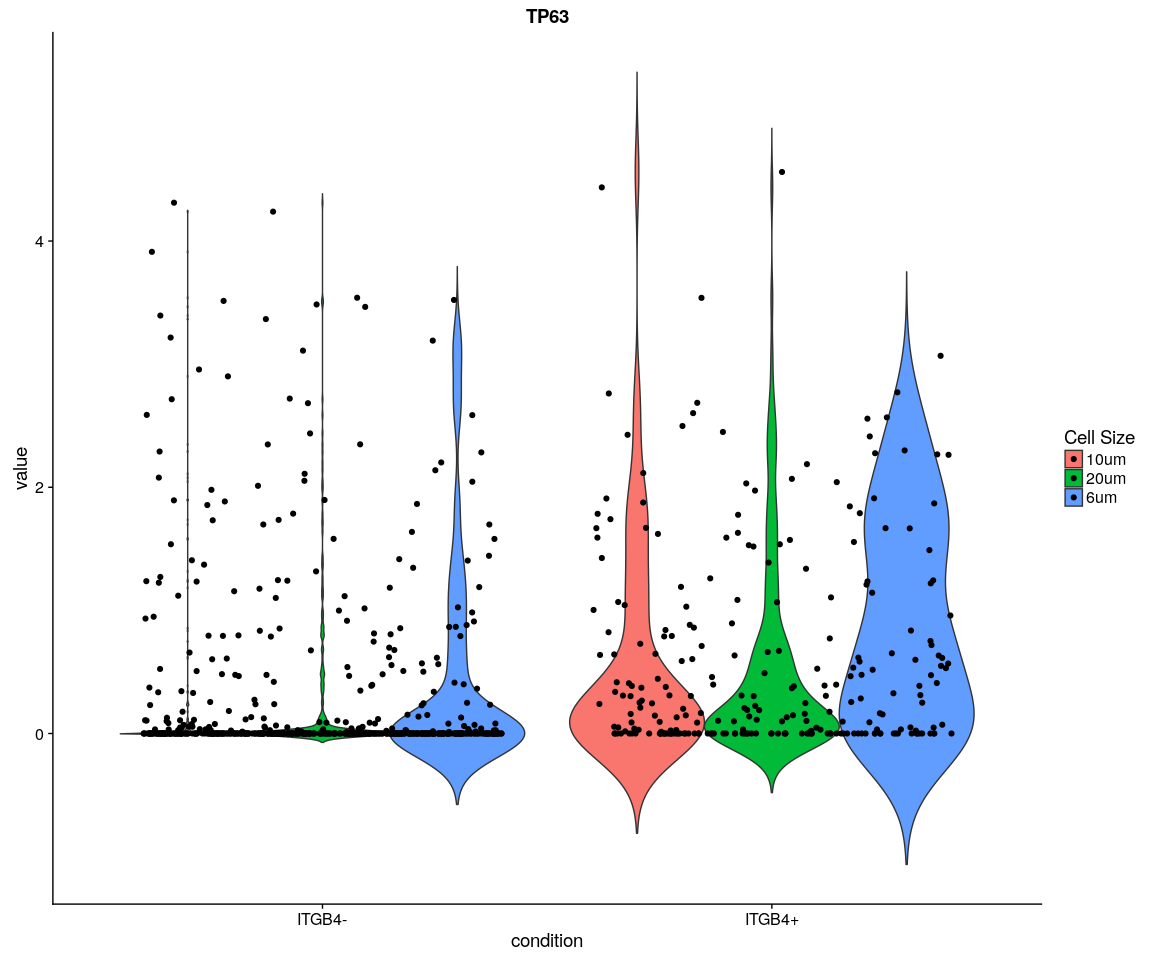 TP63
4
2
0
value
ITGB4-
ITGB4+
condition
Cell Size
10um
20um
6um